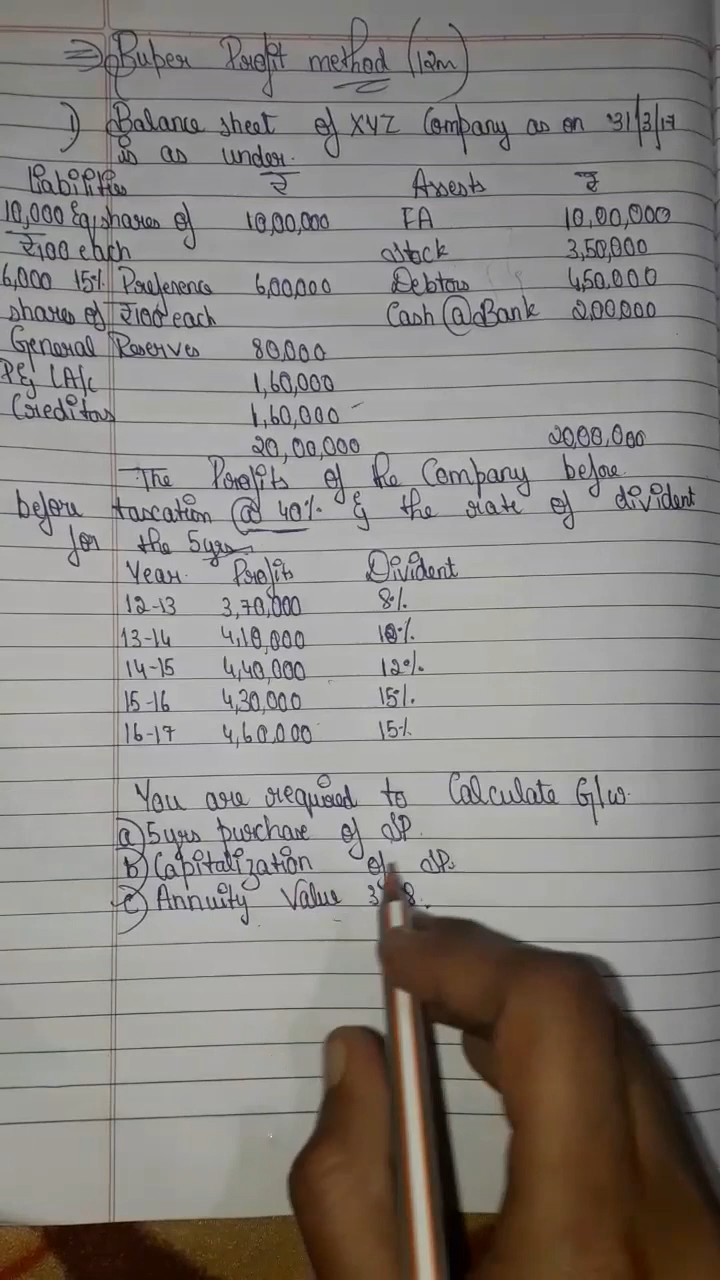 => Super Profit method (12m)
1) Balance sheet of XYZ Company as on 31/3/17
is as under.
Liabilities ₹ Assests ₹
10,000 Eq shares of 10,00,000 FA 10,00,000
₹100 each Stock 3,50,000
6,000 15% Preference 6,00,000 Debtors 4,50,000
shares of ₹100 each Cash @ Bank 2,00,000
General Reserves 80,000
P&L A/c 1,60,000
Creditors 1,60,000
20,00,000 20,00,000
The Profits of the Company before
before taxcation @ 40% & the rate of divident
for the 5yrs
Year Profits Divident
12-13 3,70,000 8%
13-14 4,10,000 10%
14-15 4,40,000 12%
15-16 4,30,000 15%
16-17 4,60,000 15%
You are required to Calculate G/w.
a) 5yrs purchase of SP.
b) Capitalization of SP.
c) Annuity Value